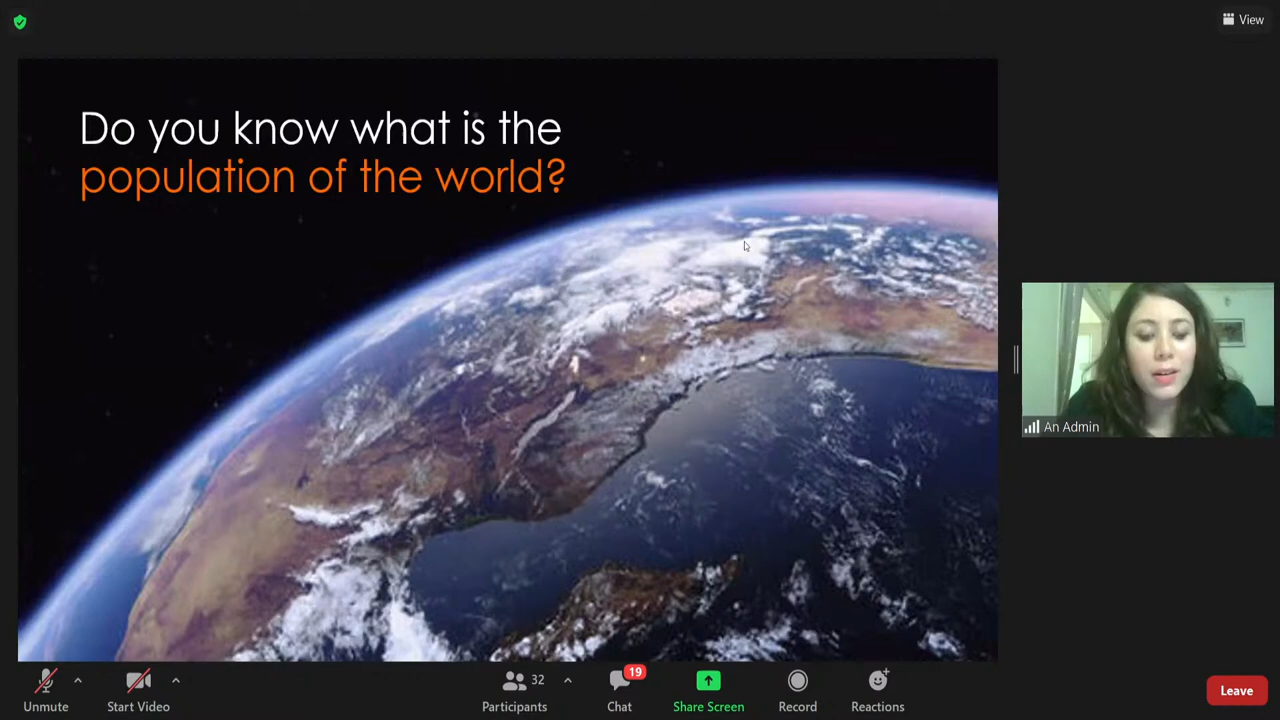 View
Do you know what is the
population of the world?
An Admin
Unmute
Start Video
32
Participants
19
Chat
Share Screen
Record
Reactions
Leave